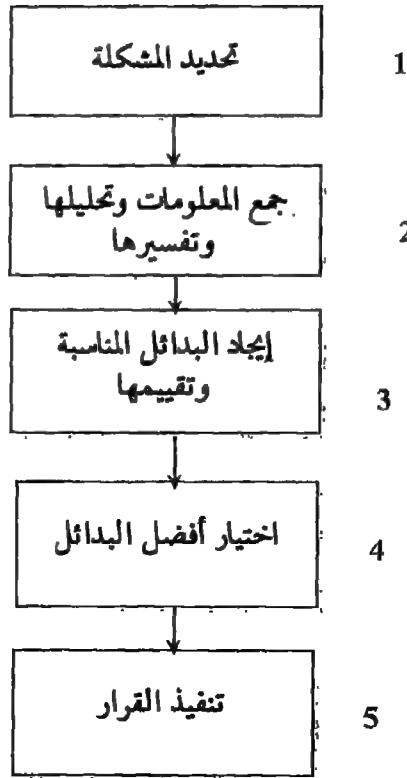 تحديد المشكلة
1
جمع المعلومات وتحليلها
وتفسيرها
2
إيجاد البدائل المناسبة
وتقييمها
3
اختيار أفضل البدائل
4
تنفيذ القرار
5